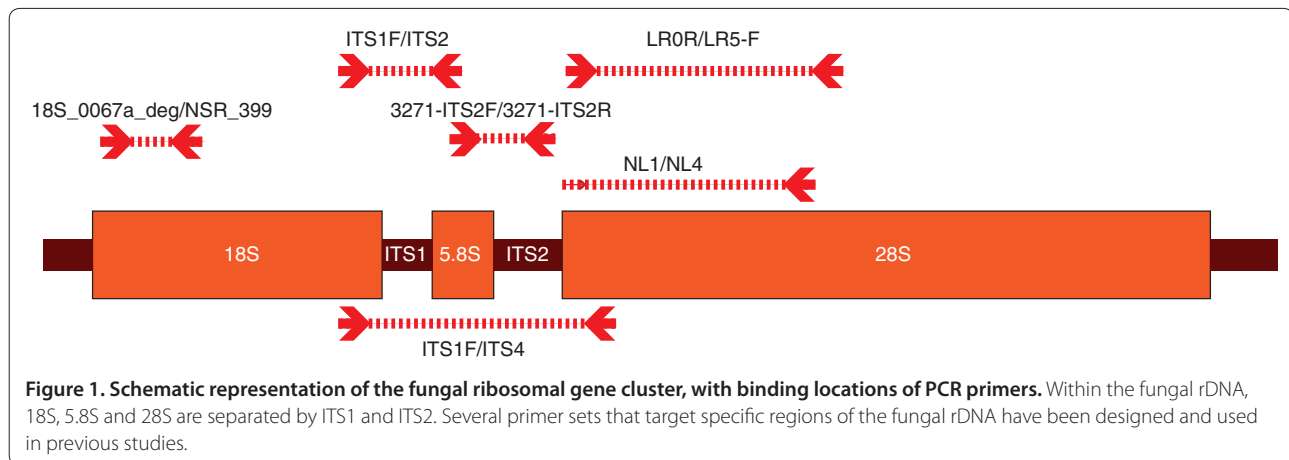 ITS1F/ITS2
LR0R/LR5-F
18S_0067a_deg/NSR_399
3271-ITS2F/3271-ITS2R
NL1/NL4
18S
ITS1
5.8S
ITS2
28S
ITS1F/ITS4
Figure 1. Schematic representation of the fungal ribosomal gene cluster, with binding locations of PCR primers. Within the fungal rDNA,
18S, 5.8S and 28S are separated by ITS1 and ITS2. Several primer sets that target specific regions of the fungal rDNA have been designed and used
in previous studies.